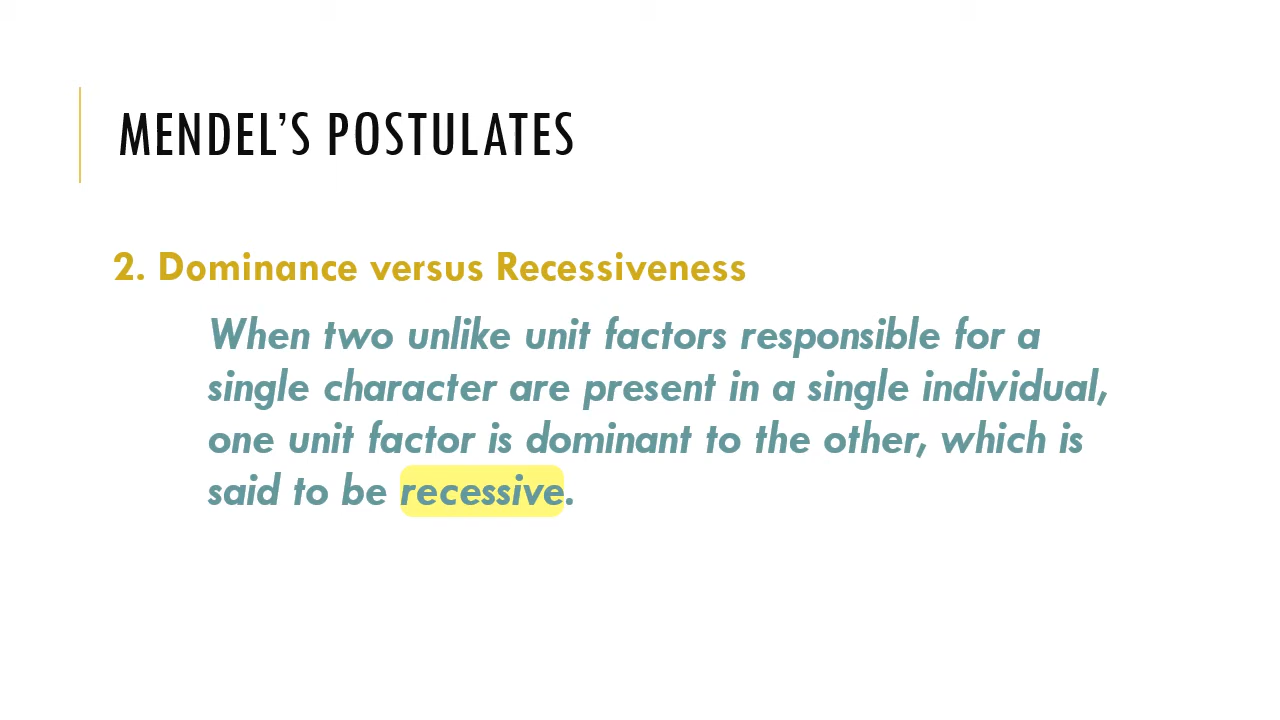 MENDEL’S POSTULATES
2. Dominance versus Recessiveness
When two unlike unit factors responsible for a
single character are present in a single individual,
one unit factor is dominant to the other, which is
said to be recessive.